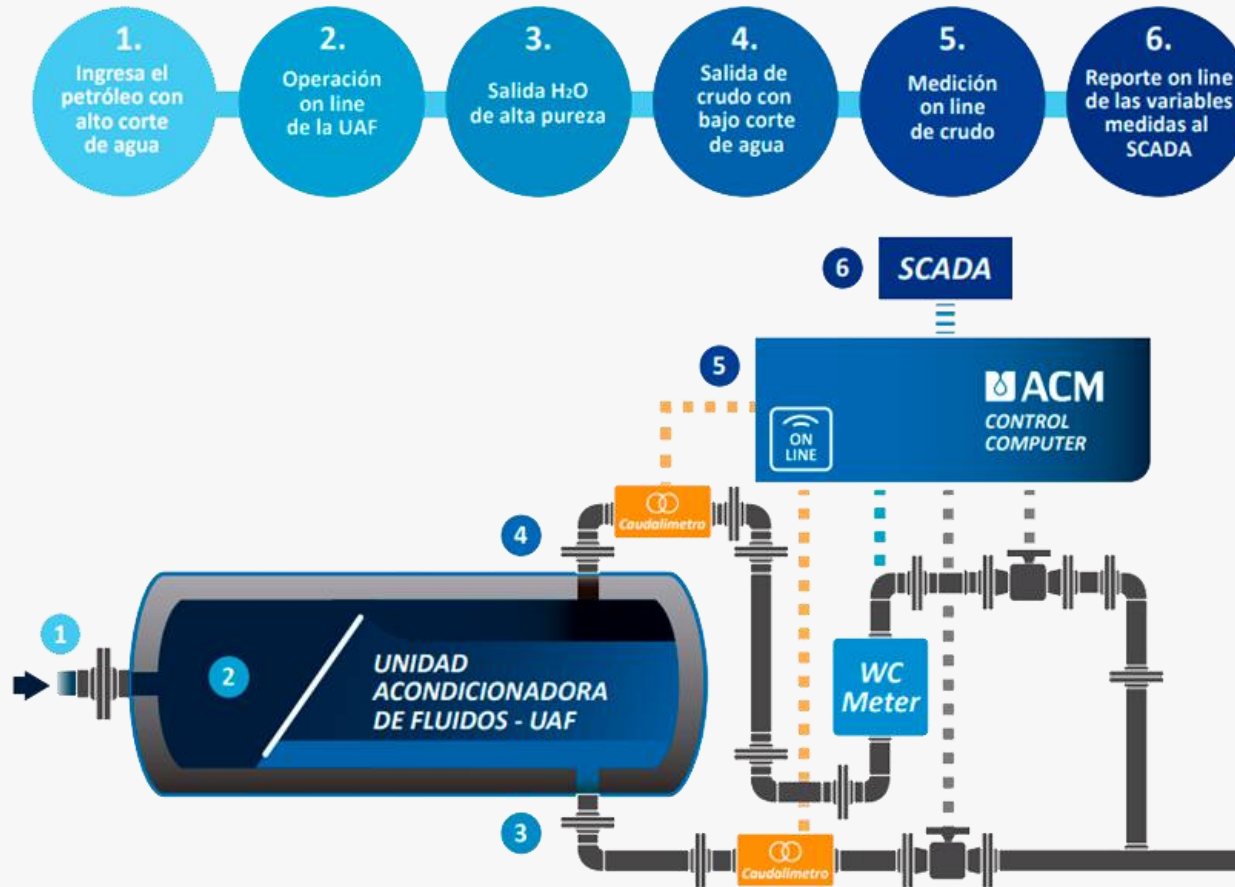 1.
Ingresa el
petróleo con
alto corte
de agua
2.
Operación
on line
de la UAF
3.
Salida H₂O
de alta pureza
4.
Salida de
crudo con
bajo corte
de agua
5.
Medición
on line
de crudo
6.
Reporte on line
de las variables
medidas al
SCADA
6
SCADA
5
ACM
CONTROL
COMPUTER
ON
LINE
4
Caudalímetro
1
2
UNIDAD
ACONDICIONADORA
DE FLUIDOS - UAF
WC
Meter
3
Caudalímetro